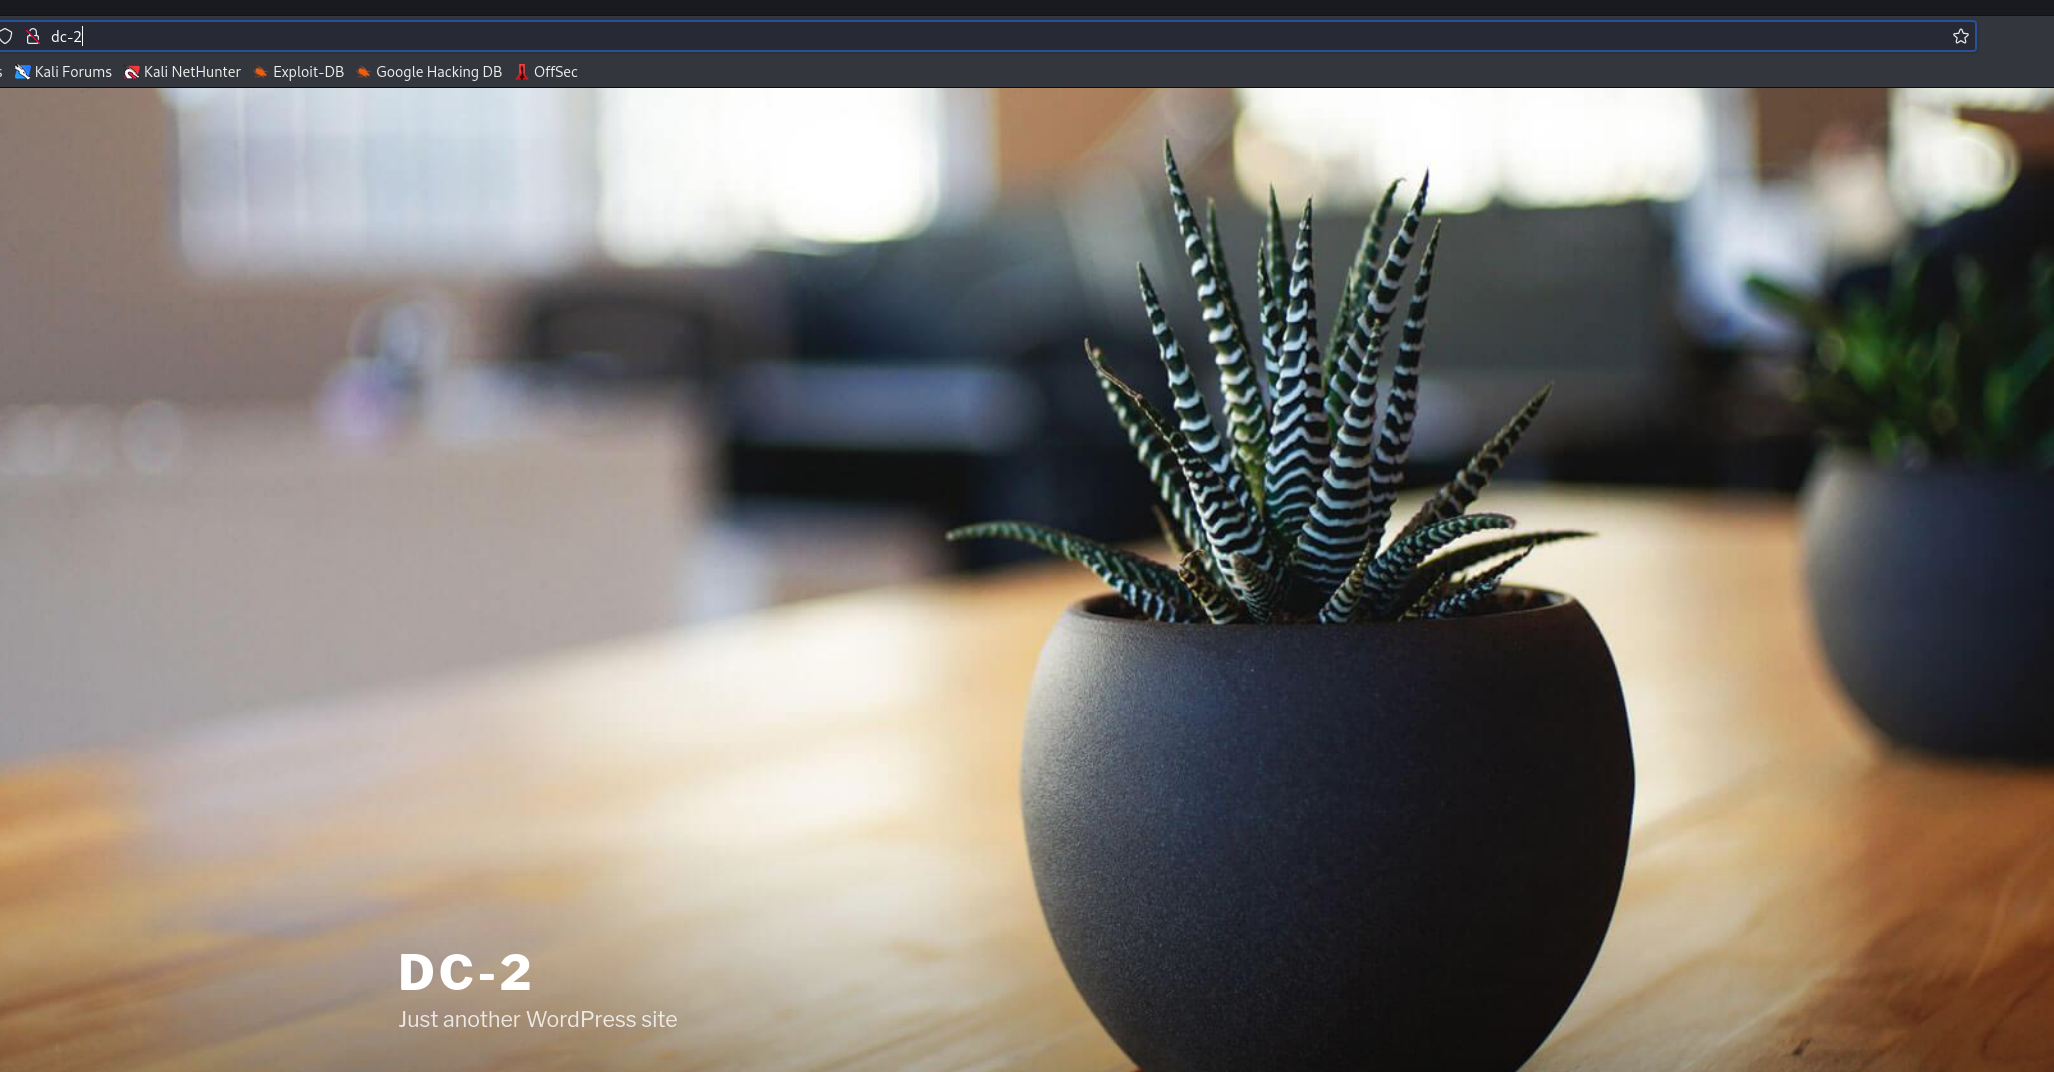 dc-2
s Kali Forums Kali NetHunter Exploit-DB Google Hacking DB OffSec
DC-2
Just another WordPress site